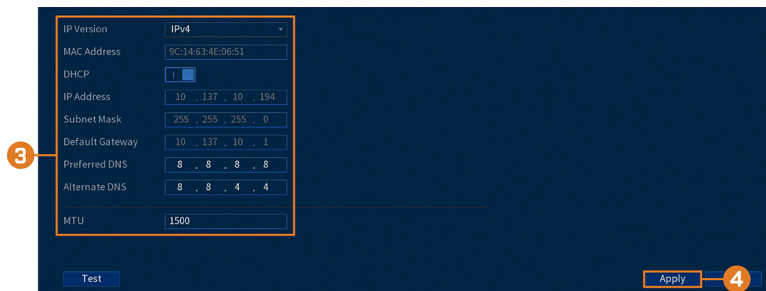 IP Version IPv4
MAC Address 9C:14:63:4E:06:51
DHCP
IP Address 10 . 137 . 10 . 194
Subnet Mask 255 . 255 . 255 . 0
Default Gateway 10 . 137 . 10 . 1
3
Preferred DNS 8 . 8 . 8 . 8
Alternate DNS 8 . 8 . 4 . 4
MTU 1500
Test Apply 4